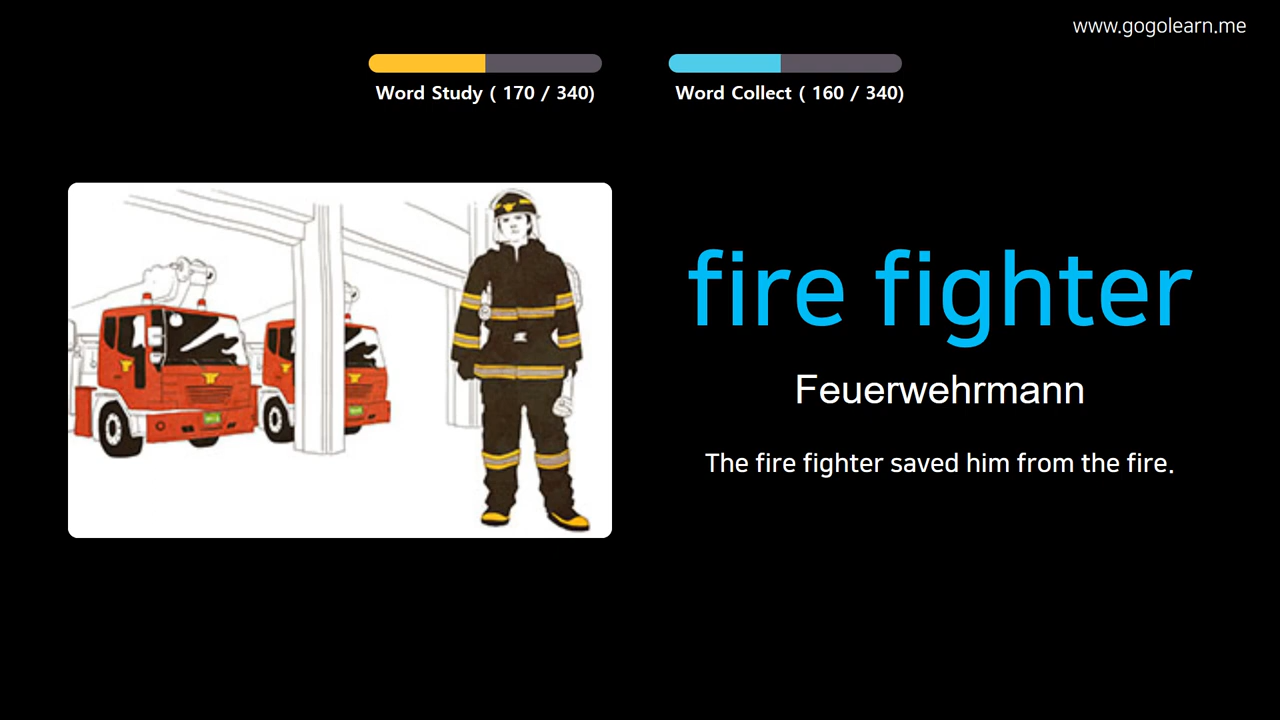 www.gogolearn.me
Word Study ( 170 / 340)
Word Collect ( 160 / 340)
fire fighter
Feuerwehrmann
The fire fighter saved him from the fire.